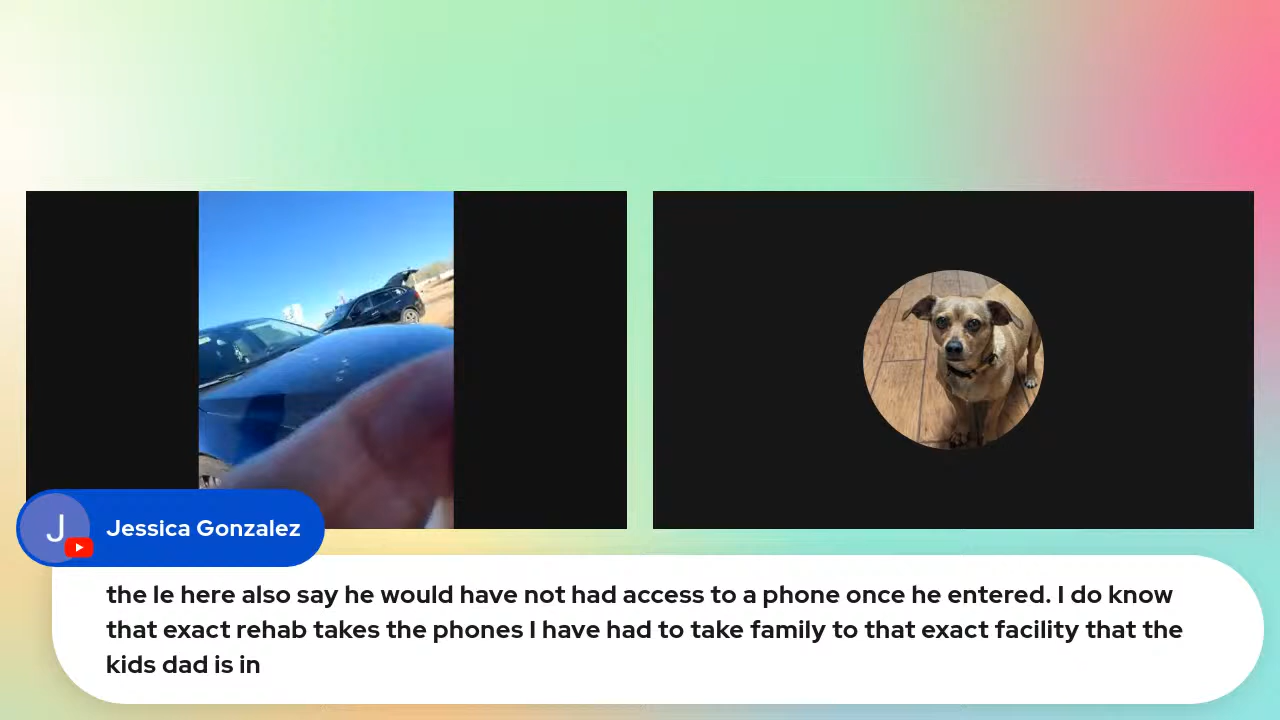 J
Jessica Gonzalez
the le here also say he would have not had access to a phone once he entered. I do know
that exact rehab takes the phones I have had to take family to that exact facility that the
kids dad is in